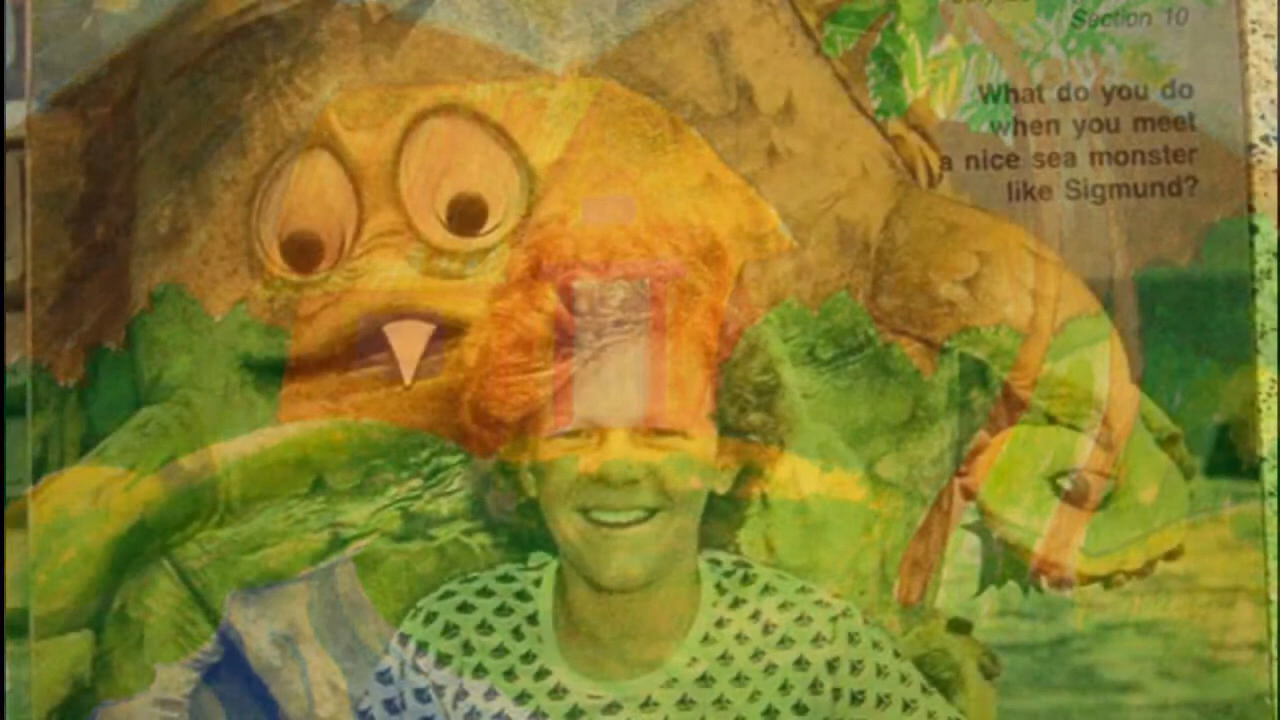 Section 10
What do you do
when you meet
a nice sea monster
like Sigmund?